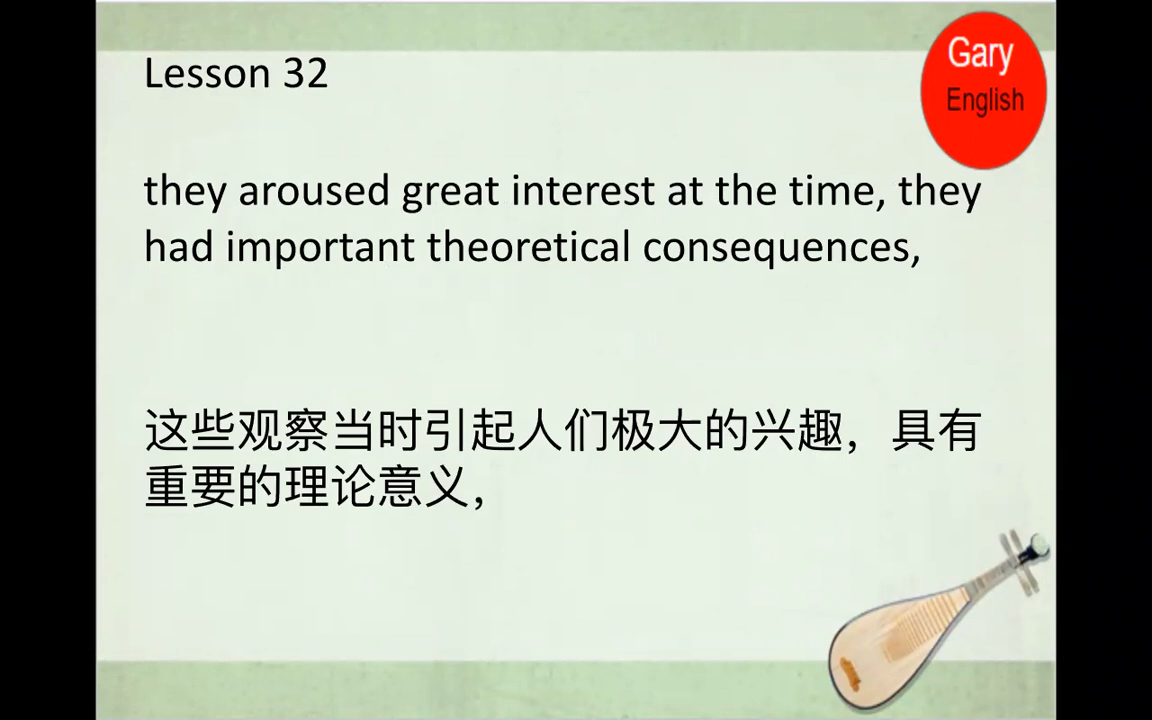 Lesson 32
Gary
English
they aroused great interest at the time, they
had important theoretical consequences,
这些观察当时引起人们极大的兴趣，具有
重要的理论意义，